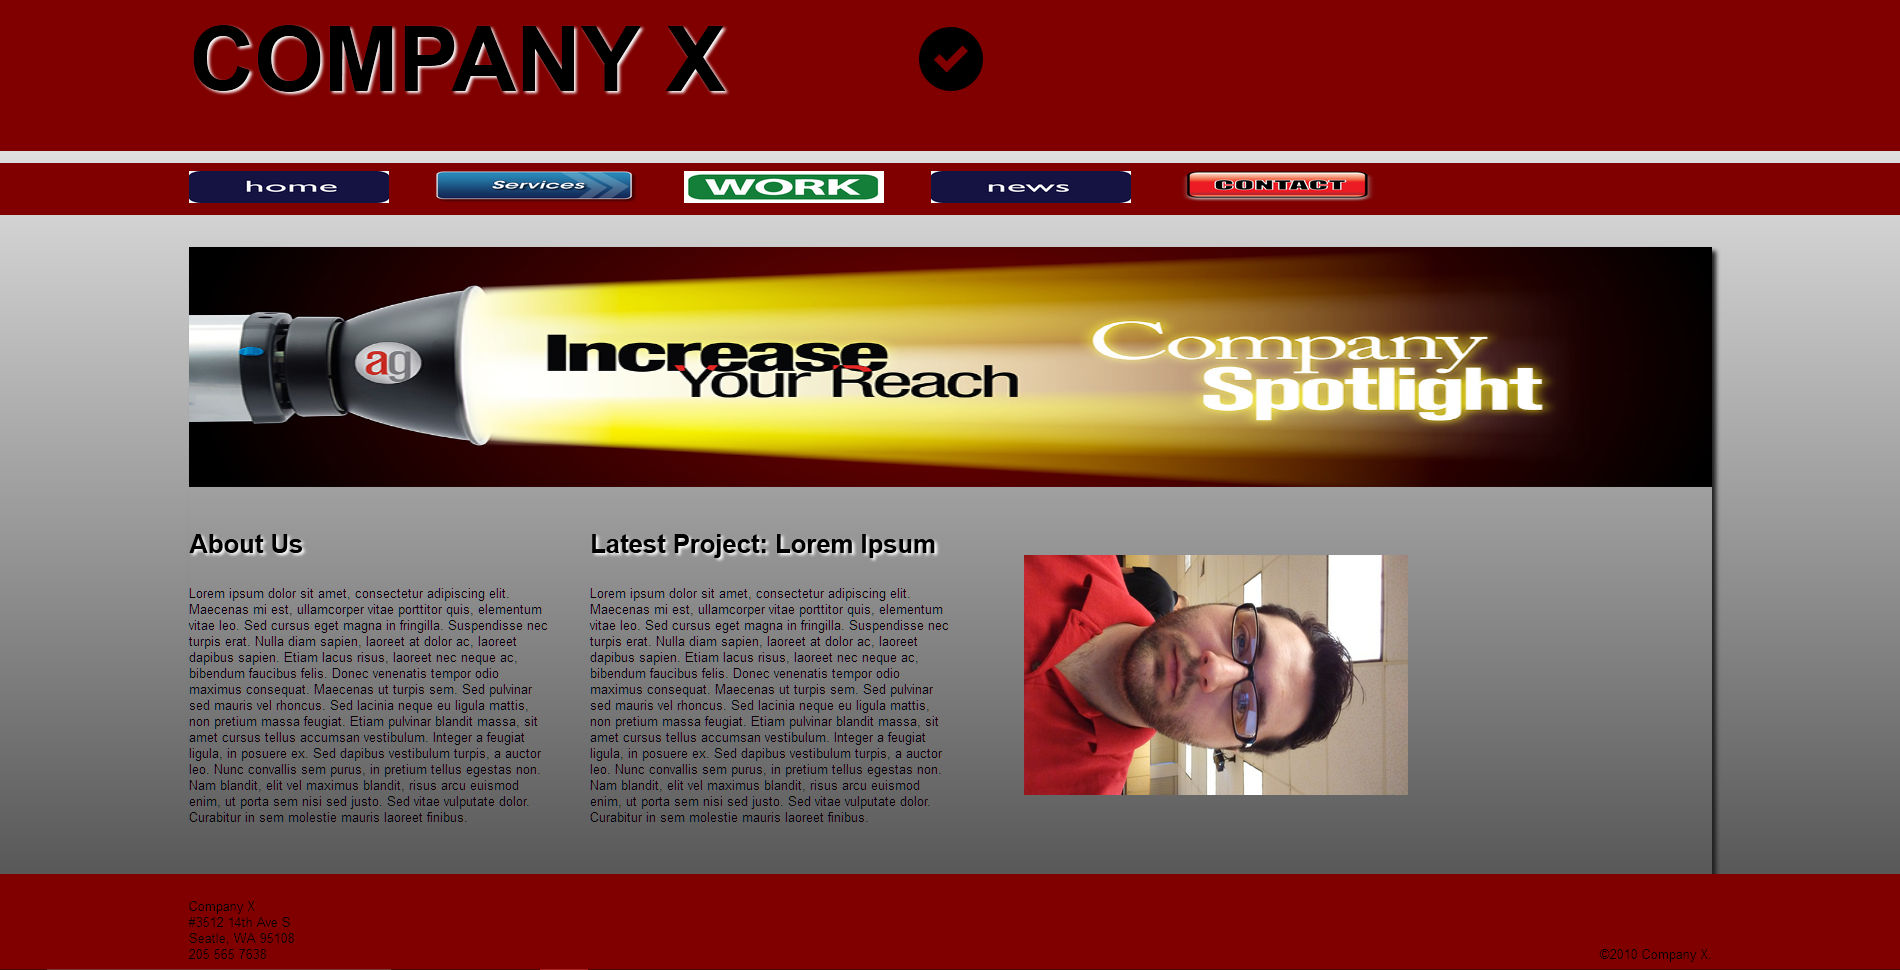 COMPANY X
home
Services
WORK
news
CONTACT
ag
Increase
Your Reach
Company
Spotlight
About Us
Lorem ipsum dolor sit amet, consectetur adipiscing elit.
Maecenas mi est, ullamcorper vitae porttitor quis, elementum
vitae leo. Sed cursus eget magna in fringilla. Suspendisse nec
turpis erat. Nulla diam sapien, laoreet at dolor ac, laoreet
dapibus sapien. Etiam lacus risus, laoreet nec neque ac,
bibendum faucibus felis. Donec venenatis tempor odio
maximus consequat. Maecenas ut turpis sem. Sed pulvinar
sed mauris vel rhoncus. Sed lacinia neque eu ligula mattis,
non pretium massa feugiat. Etiam pulvinar blandit massa, sit
amet cursus tellus accumsan vestibulum. Integer a feugiat
ligula, in posuere ex. Sed dapibus vestibulum turpis, a auctor
leo. Nunc convallis sem purus, in pretium tellus egestas non.
Nam blandit, elit vel maximus blandit, risus arcu euismod
enim, ut porta sem nisi sed justo. Sed vitae vulputate dolor.
Curabitur in sem molestie mauris laoreet finibus.
Latest Project: Lorem Ipsum
Lorem ipsum dolor sit amet, consectetur adipiscing elit.
Maecenas mi est, ullamcorper vitae porttitor quis, elementum
vitae leo. Sed cursus eget magna in fringilla. Suspendisse nec
turpis erat. Nulla diam sapien, laoreet at dolor ac, laoreet
dapibus sapien. Etiam lacus risus, laoreet nec neque ac,
bibendum faucibus felis. Donec venenatis tempor odio
maximus consequat. Maecenas ut turpis sem. Sed pulvinar
sed mauris vel rhoncus. Sed lacinia neque eu ligula mattis,
non pretium massa feugiat. Etiam pulvinar blandit massa, sit
amet cursus tellus accumsan vestibulum. Integer a feugiat
ligula, in posuere ex. Sed dapibus vestibulum turpis, a auctor
leo. Nunc convallis sem purus, in pretium tellus egestas non.
Nam blandit, elit vel maximus blandit, risus arcu euismod
enim, ut porta sem nisi sed justo. Sed vitae vulputate dolor.
Curabitur in sem molestie mauris laoreet finibus.
Company X
#3512 14th Ave S
WA 95108
7638
©2010 Company X.